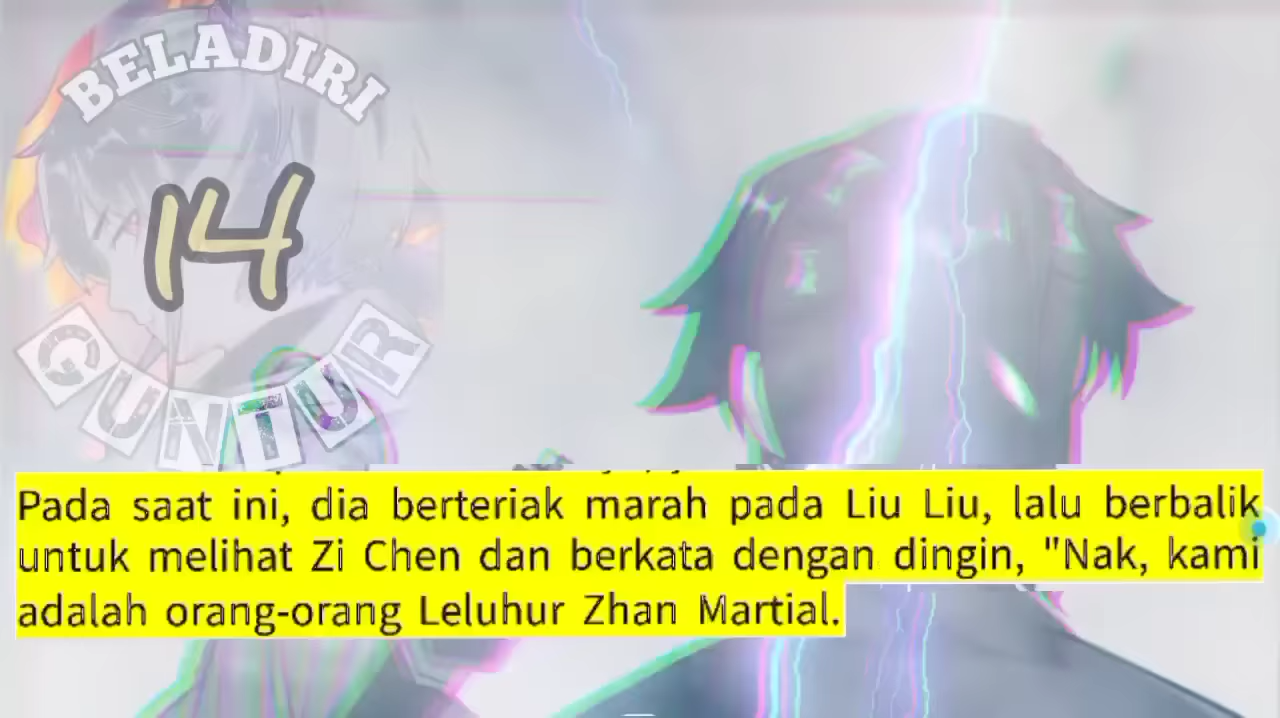 BELADIRI
14
GUNTUR
Pada saat ini, dia berteriak marah pada Liu Liu, lalu berbalik
untuk melihat Zi Chen dan berkata dengan dingin, "Nak, kami
adalah orang-orang Leluhur Zhan Martial.